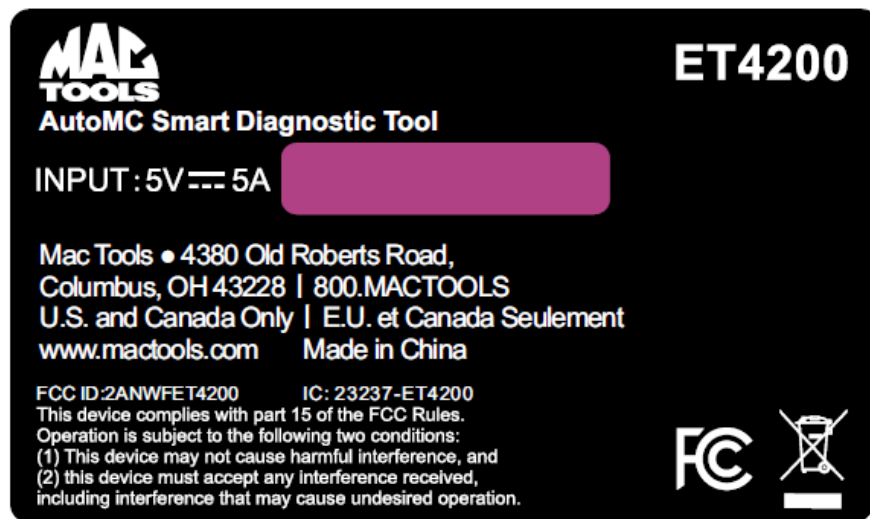 MAC
TOOLS
ET4200
AutoMC Smart Diagnostic Tool
INPUT: 5V⎓5A
Mac Tools ● 4380 Old Roberts Road,
Columbus, OH 43228 | 800.MACTOOLS
U.S. and Canada Only | E.U. et Canada Seulement
www.mactools.com Made in China
FCC ID:2ANWFET4200 IC: 23237-ET4200
This device complies with part 15 of the FCC Rules.
Operation is subject to the following two conditions:
(1) This device may not cause harmful interference, and
(2) this device must accept any interference received,
including interference that may cause undesired operation.
FC